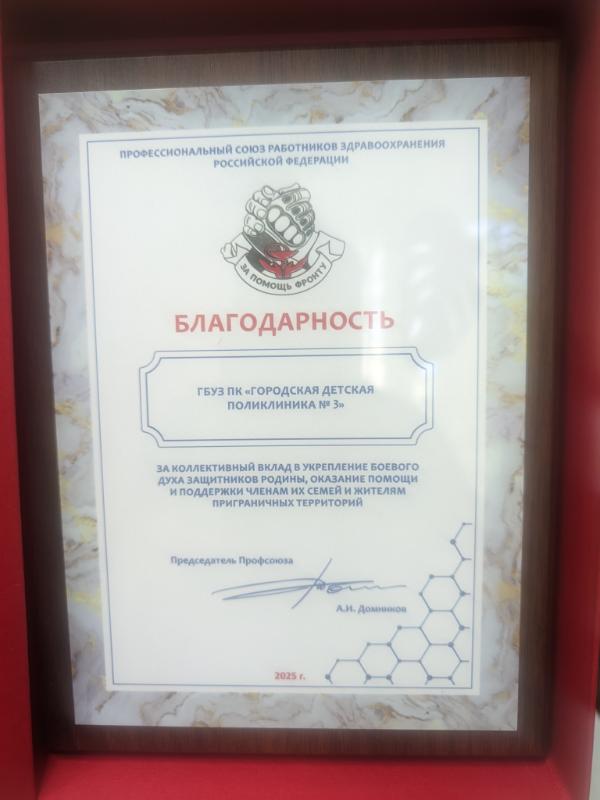 ПРОФЕССИОНАЛЬНЫЙ СОЮЗ РАБОТНИКОВ ЗДРАВООХРАНЕНИЯ
РОССИЙСКОЙ ФЕДЕРАЦИИ
ЗА ПОМОЩЬ ФРОНТУ
БЛАГОДАРНОСТЬ
ГБУЗ ПК «ГОРОДСКАЯ ДЕТСКАЯ
ПОЛИКЛИНИКА № 3»
ЗА КОЛЛЕКТИВНЫЙ ВКЛАД В УКРЕПЛЕНИЕ БОЕВОГО
ДУХА ЗАЩИТНИКОВ РОДИНЫ, ОКАЗАНИЕ ПОМОЩИ
И ПОДДЕРЖКИ ЧЛЕНАМ ИХ СЕМЕЙ И ЖИТЕЛЯМ
ПРИГРАНИЧНЫХ ТЕРРИТОРИЙ
Председатель Профсоюза
А.И. Домников
2025 г.